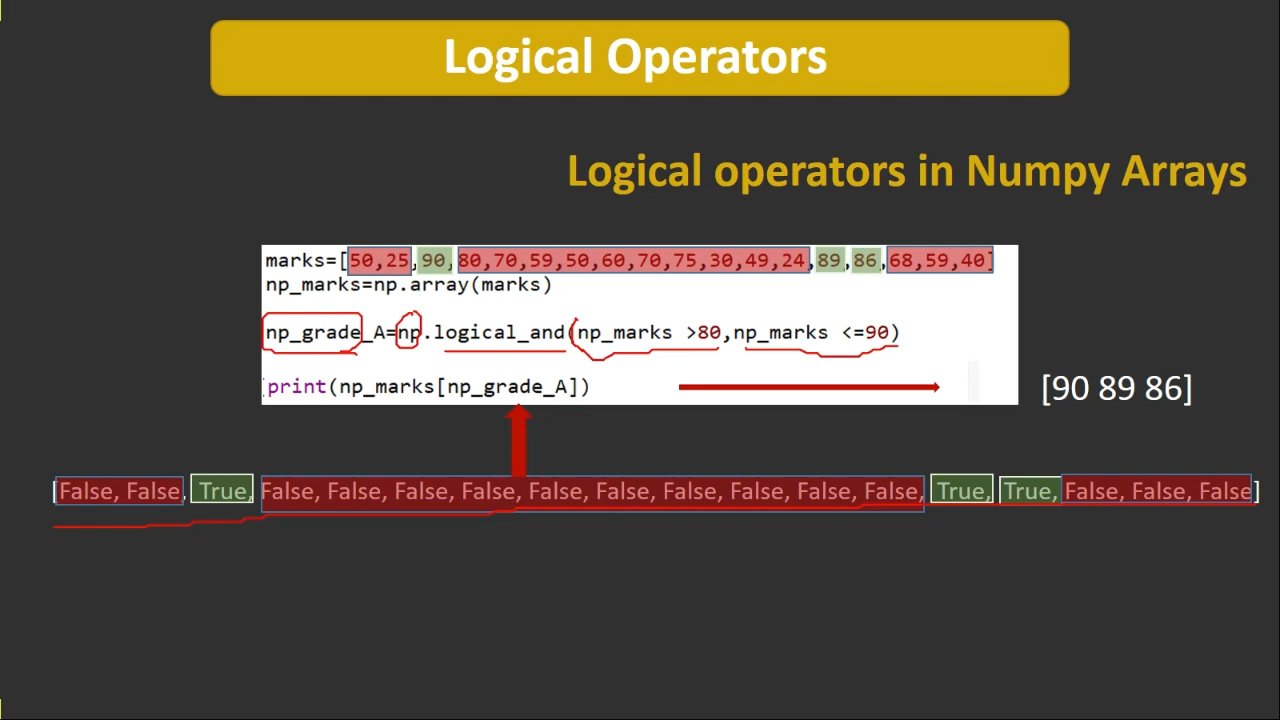 Logical Operators
Logical operators in Numpy Arrays
marks=[50,25,90,80,70,59,50,60,70,75,30,49,24,89,86,68,59,40]
np_marks=np.array(marks)
np_grade_A=np.logical_and(np_marks >80,np_marks <=90)
print(np_marks[np_grade_A])
[90 89 86]
[False, False, True, False, False, False, False, False, False, False, False, False, False, True, True, False, False, False]